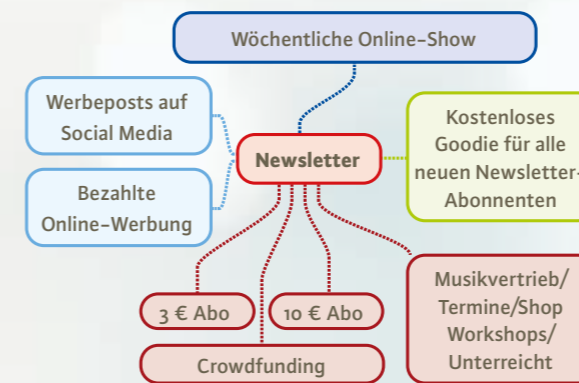 Wöchentliche Online-Show
Werbeposts auf
Social Media
Kostenloses
Goodie für alle
neuen Newsletter-
Abonnenten
Newsletter
Bezahlte
Online-Werbung
3 € Abo
10 € Abo
Crowdfunding
Musikvertrieb/
Termine/Shop
Workshops/
Unterricht